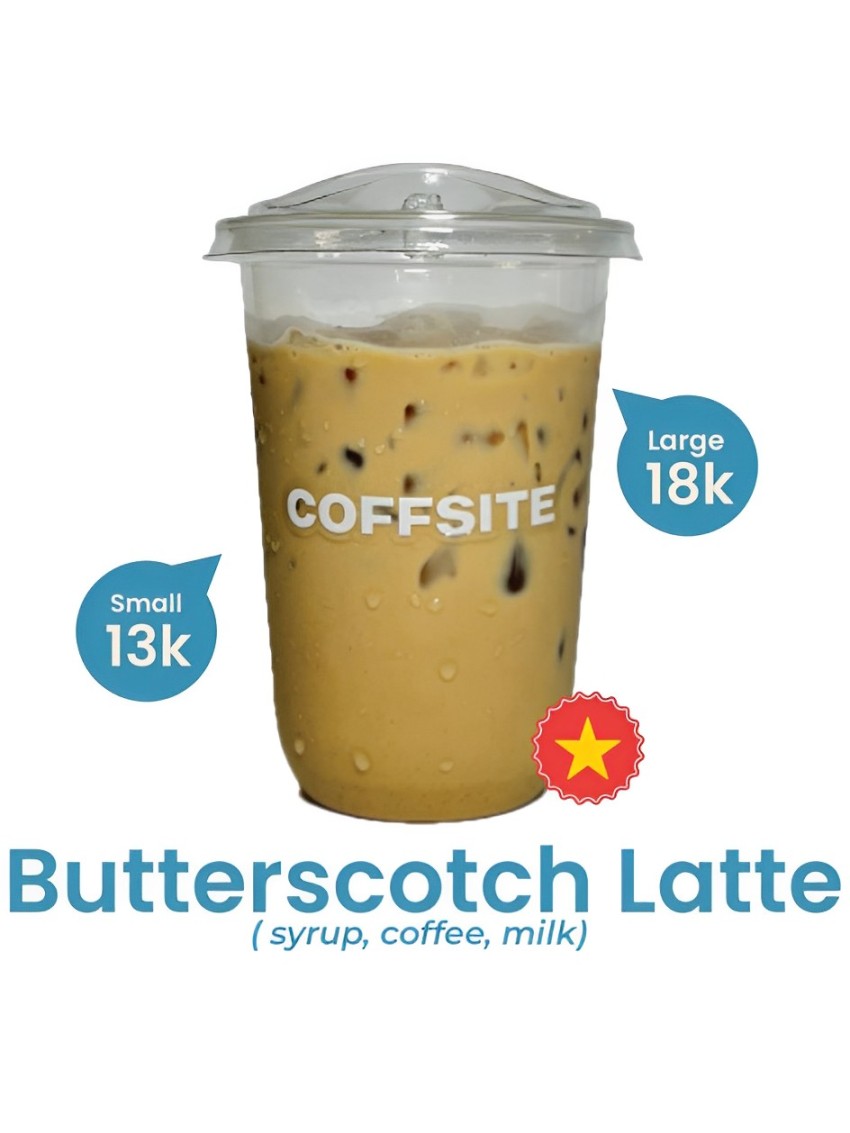 Large
18k
COFFSITE
Small
13k
Butterscotch Latte
( syrup, coffee, milk)